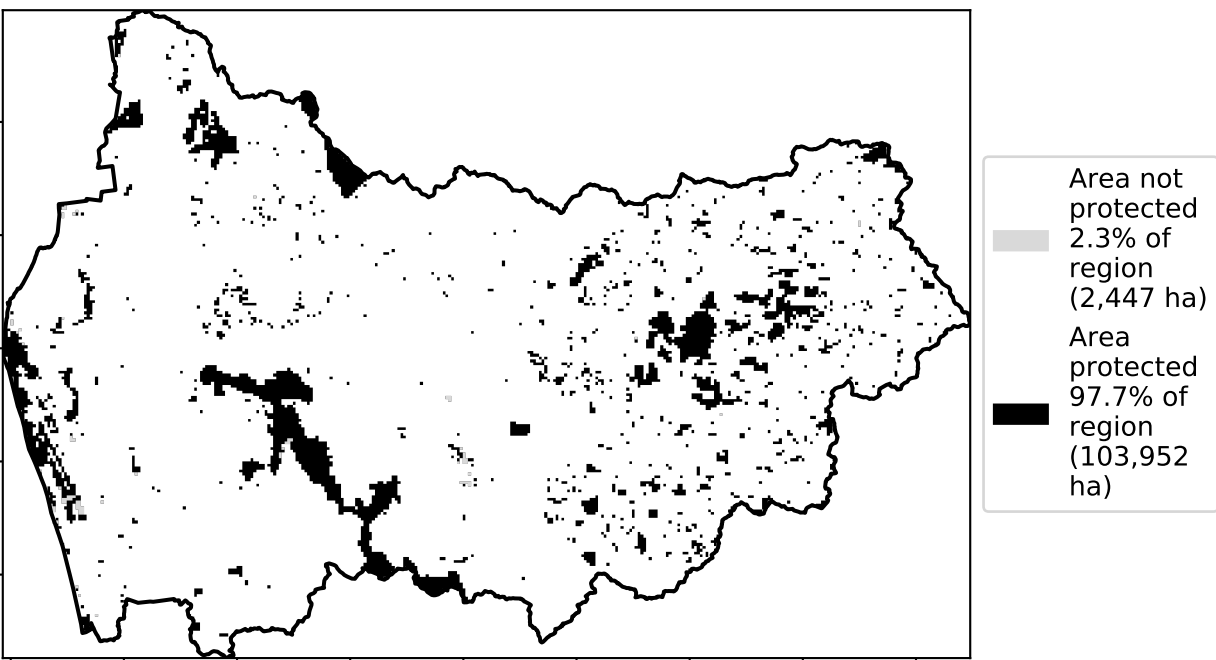 Area not
protected
2.3% of
region
(2,447 ha)
Area
protected
97.7% of
region
(103,952
ha)